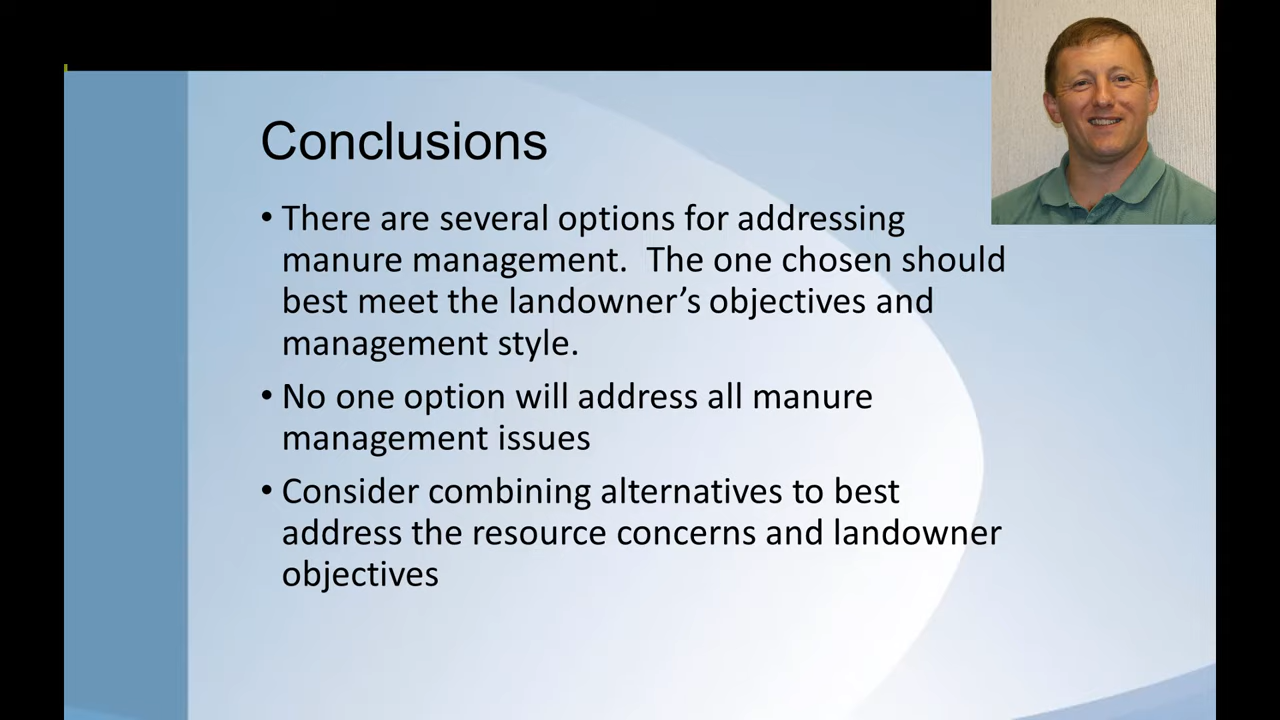 Conclusions
• There are several options for addressing
manure management.  The one chosen should
best meet the landowner’s objectives and
management style.
• No one option will address all manure
management issues
• Consider combining alternatives to best
address the resource concerns and landowner
objectives